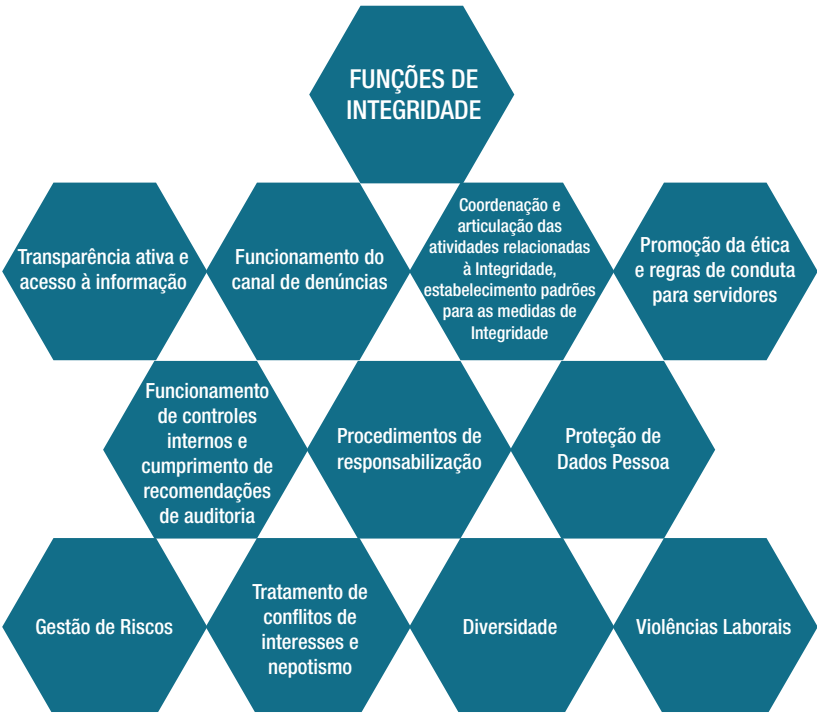 FUNÇÕES DE
INTEGRIDADE
Transparência ativa e
acesso à informação
Funcionamento do
canal de denúncias
Coordenação e
articulação das
atividades relacionadas
à Integridade,
estabelecimento padrões
para as medidas de
Integridade
Promoção da ética
e regras de conduta
para servidores
Funcionamento
de controles
internos e
cumprimento de
recomendações
de auditoria
Procedimentos de
responsabilização
Proteção de
Dados Pessoa
Gestão de Riscos
Tratamento de
conflitos de
interesses e
nepotismo
Diversidade
Violências Laborais